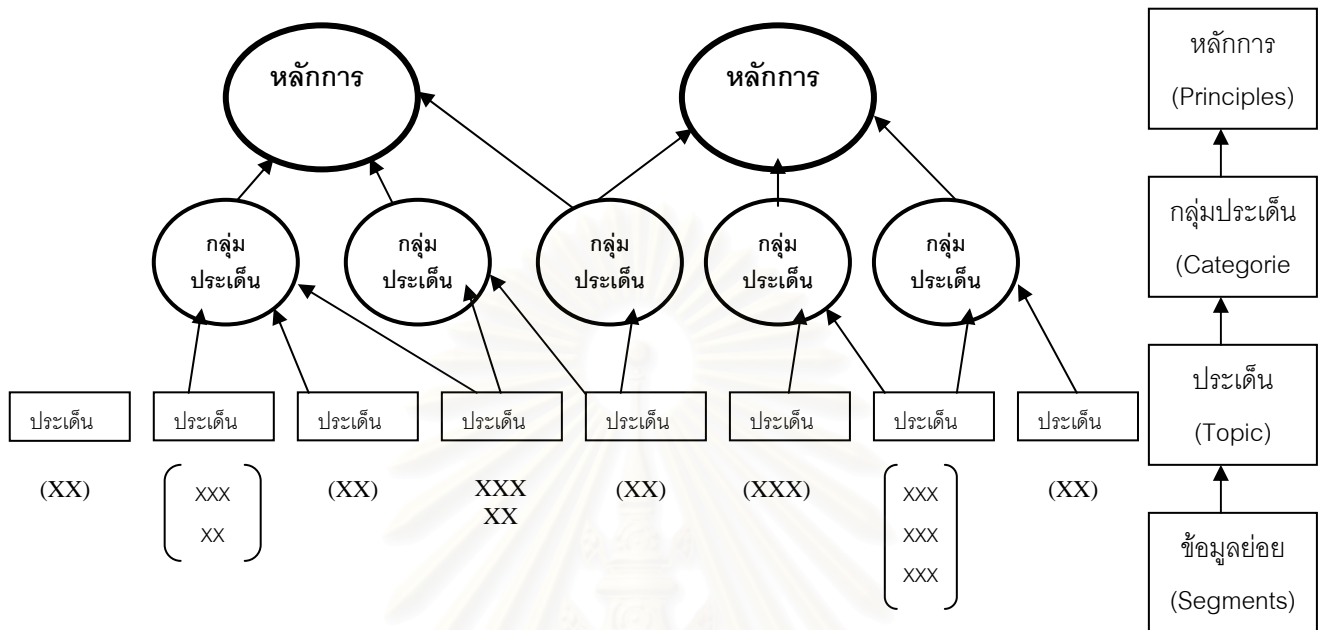 หลักการ
หลักการ
กลุ่ม
ประเด็น
กลุ่ม
ประเด็น
กลุ่ม
ประเด็น
กลุ่ม
ประเด็น
กลุ่ม
ประเด็น
ประเด็น
ประเด็น
ประเด็น
ประเด็น
ประเด็น
ประเด็น
ประเด็น
ประเด็น
(XX)
XXX
XX
(XX)
XXX
XX
(XX)
(XXX)
XXX
XXX
XXX
(XX)
หลักการ
(Principles)
กลุ่มประเด็น
(Categorie
ประเด็น
(Topic)
ข้อมูลย่อย
(Segments)